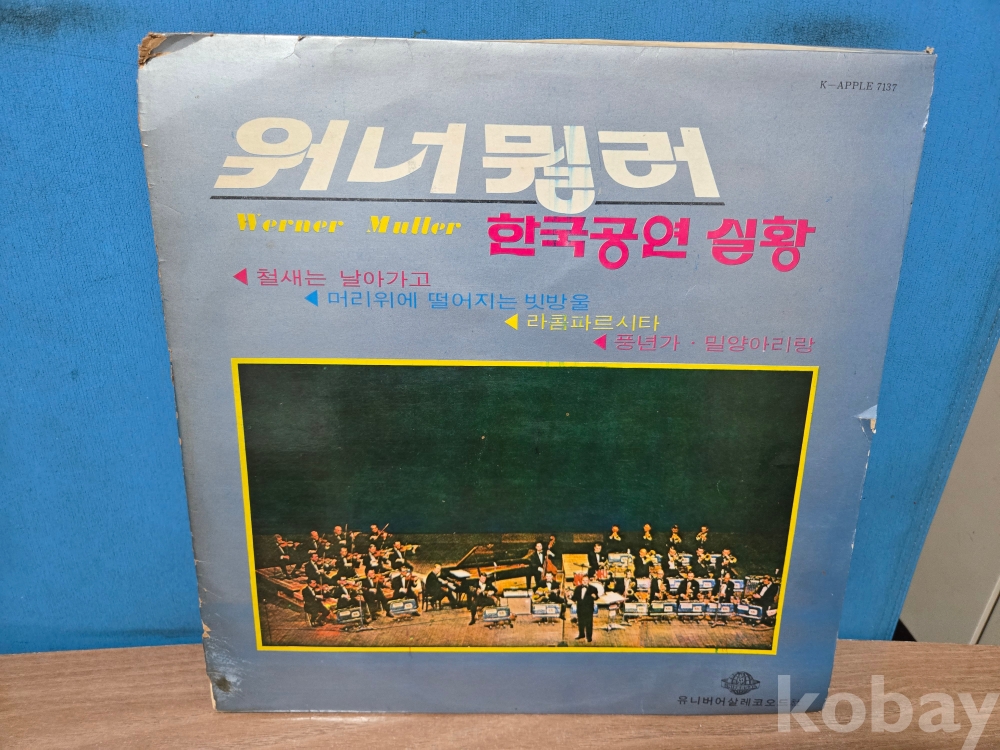 K-APPLE 7137
워너 뮐러
Werner Muller 한국공연 실황
◀ 철새는 날아가고
◀ 머리위에 떨어지는 빗방울
◀ 라콤파르시타
◀ 풍년가 · 밀양아리랑
유니버어살레코오드
kobay